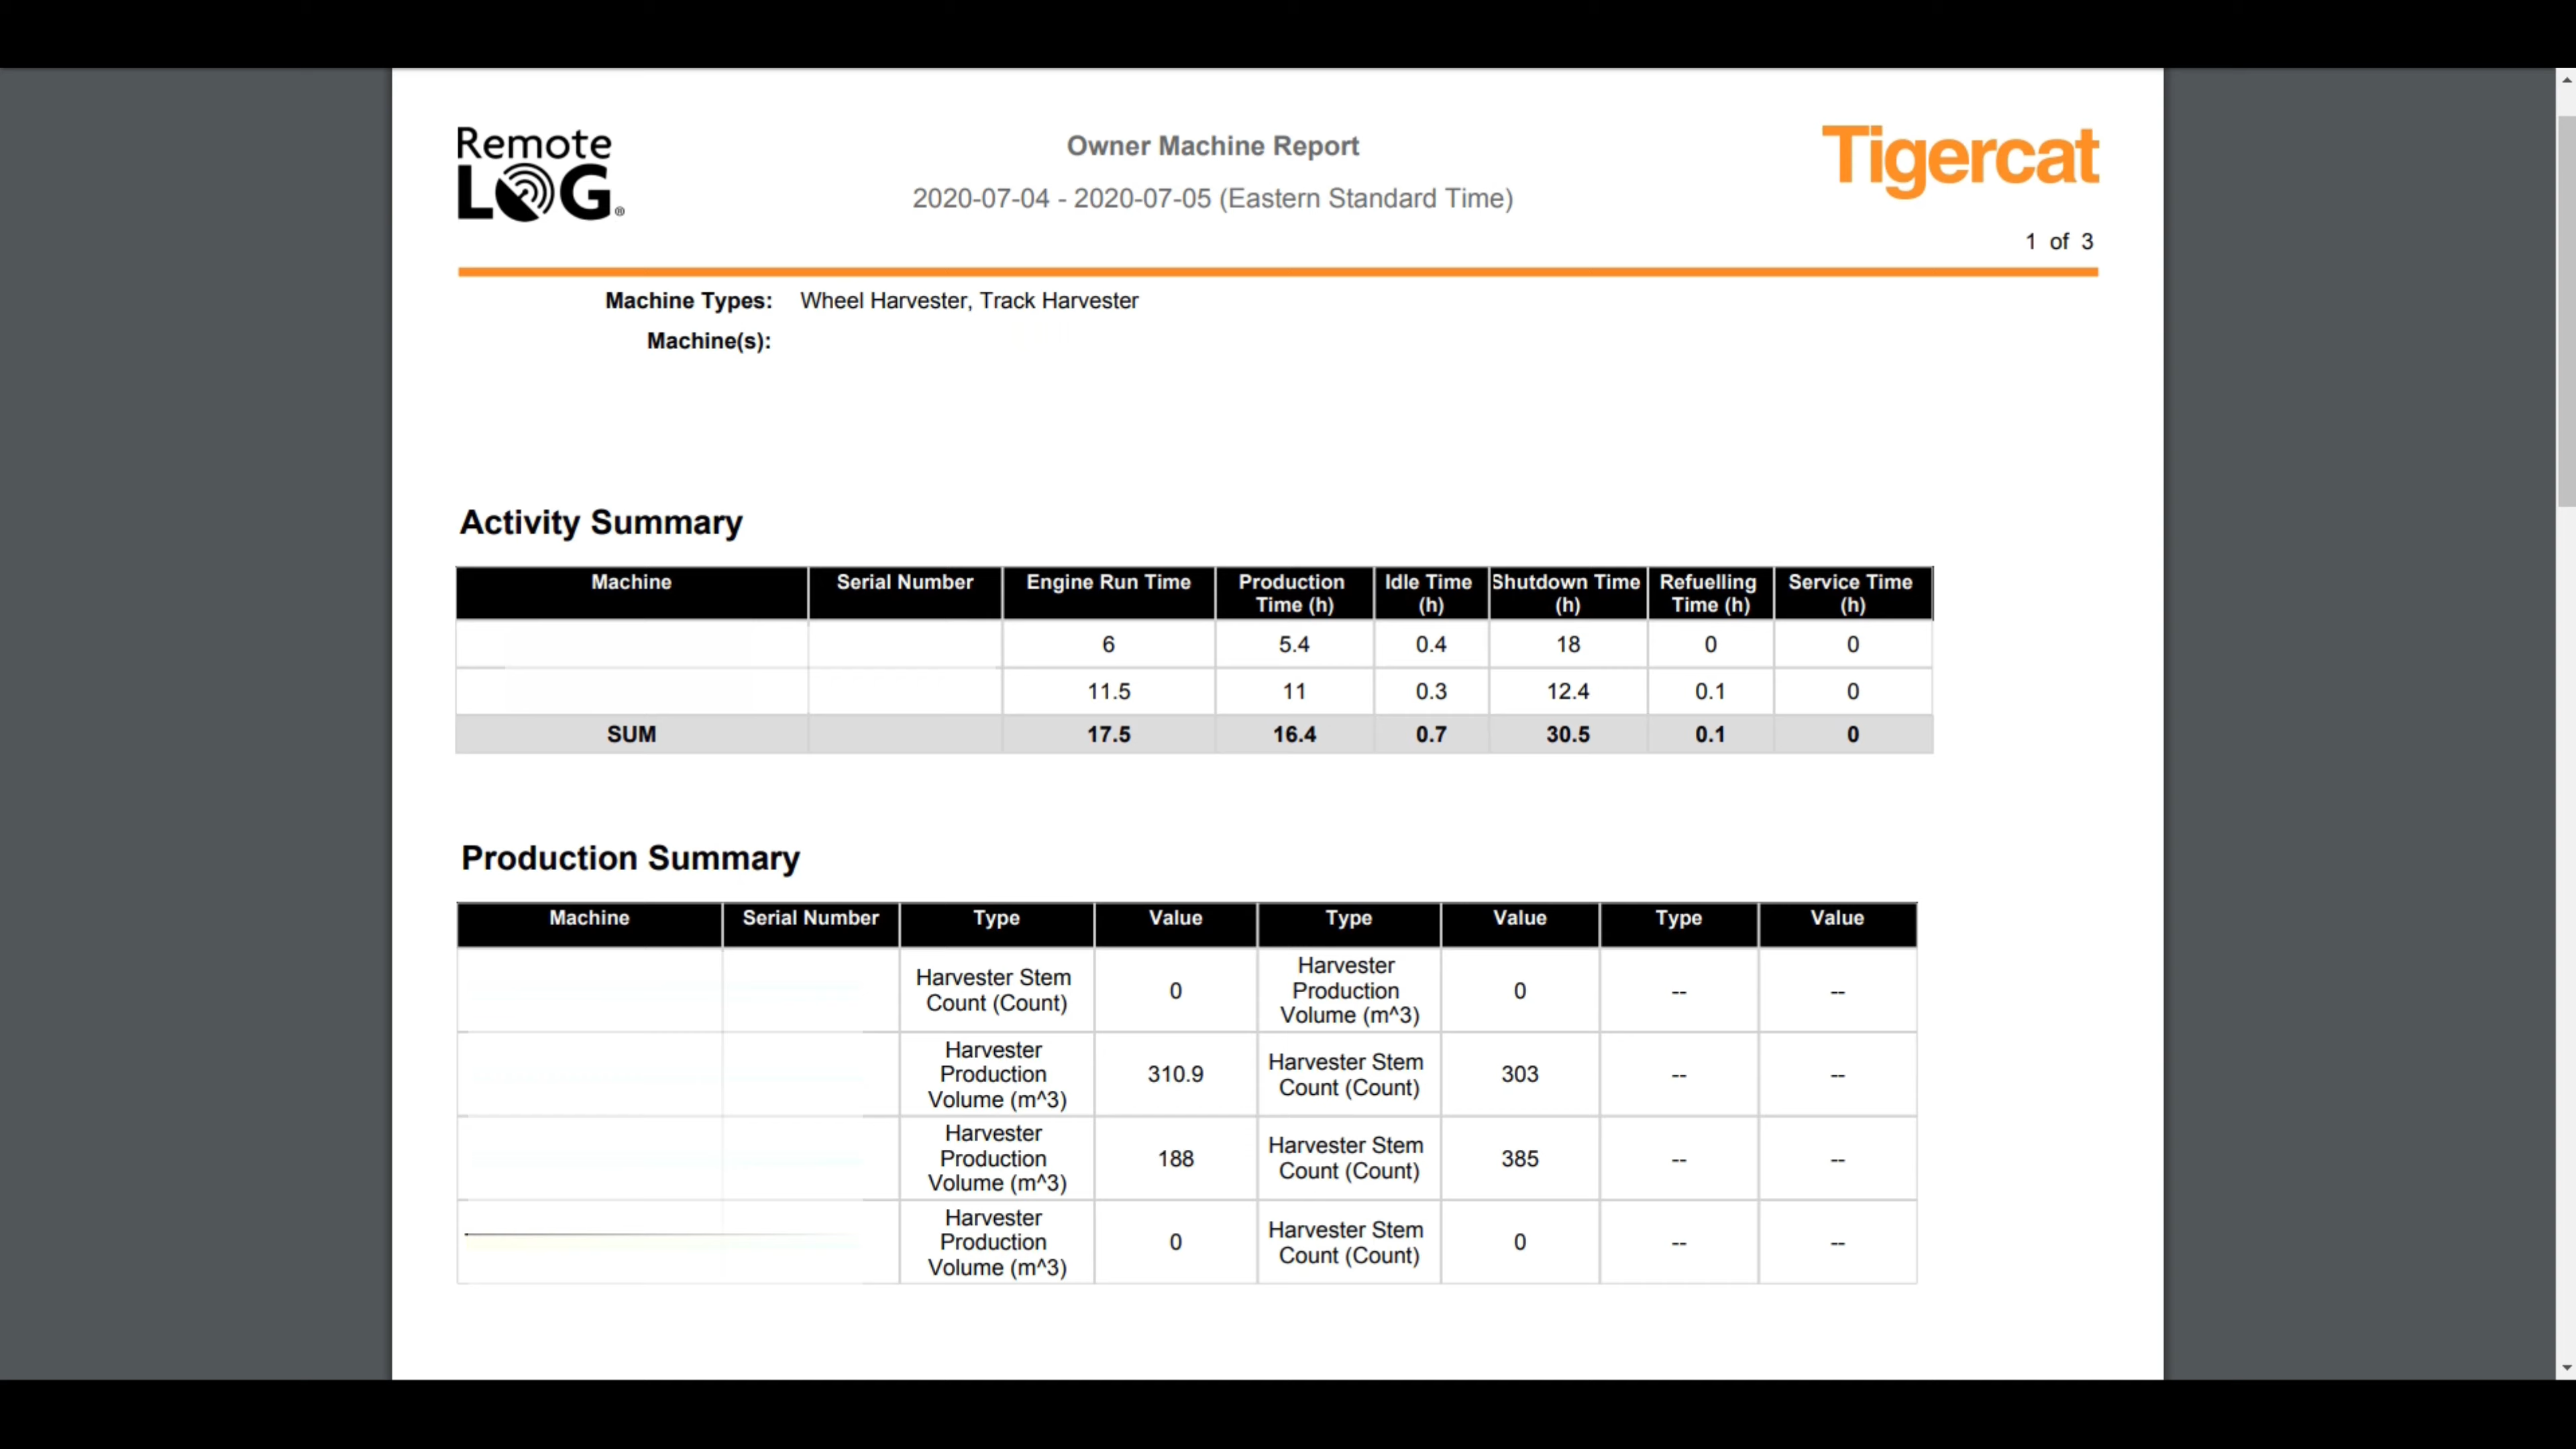 Remote
LOG®
Owner Machine Report
2020-07-04 - 2020-07-05 (Eastern Standard Time)
Tigercat
1 of 3
Machine Types: Wheel Harvester, Track Harvester
Machine(s):
Activity Summary
Machine Serial Number Engine Run Time Production Time (h) Idle Time (h) Shutdown Time (h) Refuelling Time (h) Service Time (h)
6 5.4 0.4 18 0 0
11.5 11 0.3 12.4 0.1 0
SUM 17.5 16.4 0.7 30.5 0.1 0
Production Summary
Machine Serial Number Type Value Type Value Type Value
Harvester Stem Count (Count) 0 Harvester Production Volume (m^3) 0 -- --
Harvester Production Volume (m^3) 310.9 Harvester Stem Count (Count) 303 -- --
Harvester Production Volume (m^3) 188 Harvester Stem Count (Count) 385 -- --
Harvester Production Volume (m^3) 0 Harvester Stem Count (Count) 0 -- --